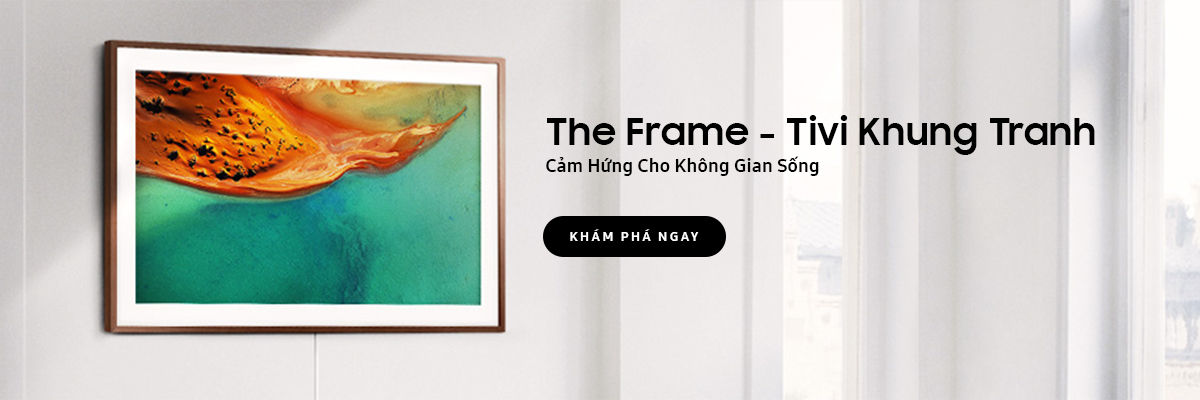 The Frame - Tivi Khung Tranh
Cảm Hứng Cho Không Gian Sống
KHÁM PHÁ NGAY